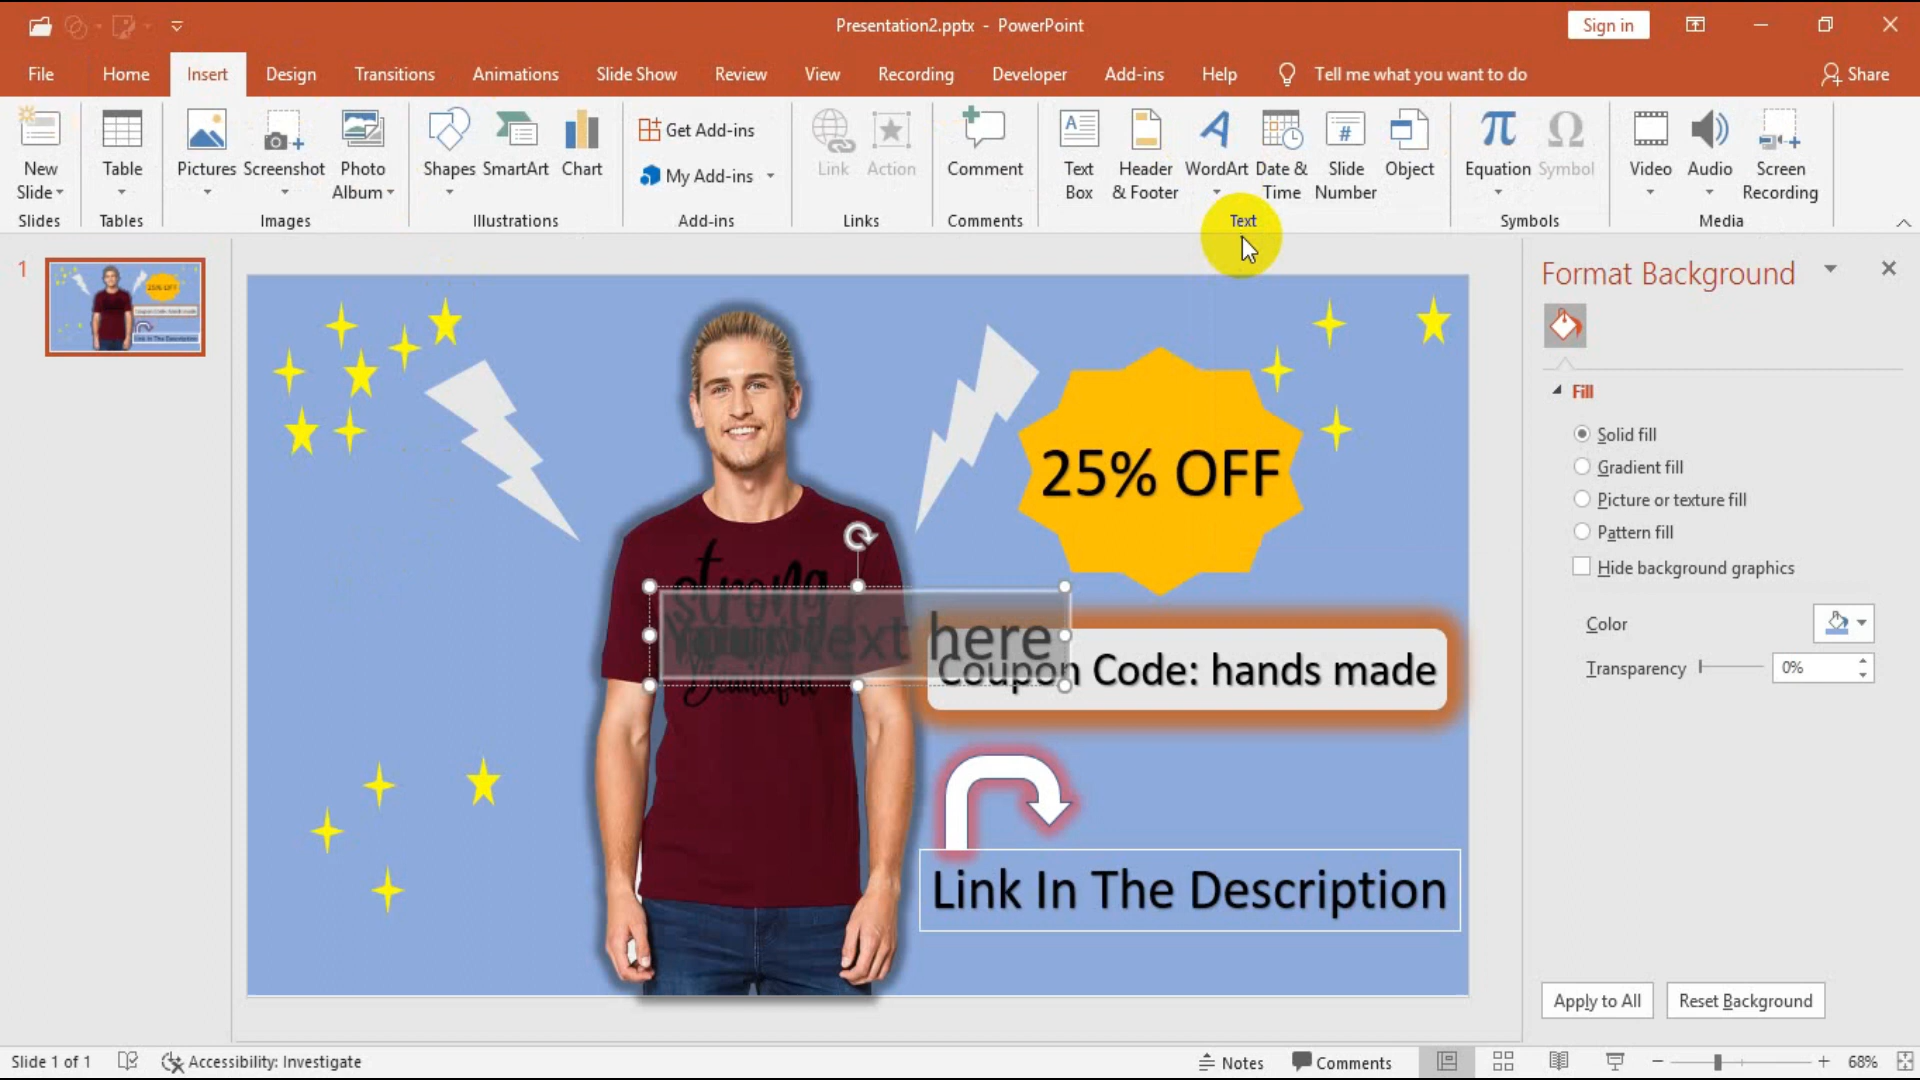 Presentation2.pptx - PowerPoint
Sign in
File Home Insert Design Transitions Animations Slide Show Review View Recording Developer Add-ins Help Tell me what you want to do Share
New Slide
Table
Pictures
Screenshot
Photo Album
Shapes
SmartArt
Chart
Get Add-ins
My Add-ins
Link
Action
Comment
Text Box
Header & Footer
WordArt
Date & Time
Slide Number
Object
Equation
Symbol
Video
Audio
Screen Recording
Slides Tables Images Illustrations Add-ins Links Comments Text Symbols Media
1
25% OFF
strong
Your text here
Beautiful
Coupon Code: hands made
Link In The Description
Format Background
Fill
Solid fill
Gradient fill
Picture or texture fill
Pattern fill
Hide background graphics
Color
Transparency 0%
Apply to All Reset Background
Slide 1 of 1 Accessibility: Investigate Notes Comments 68%